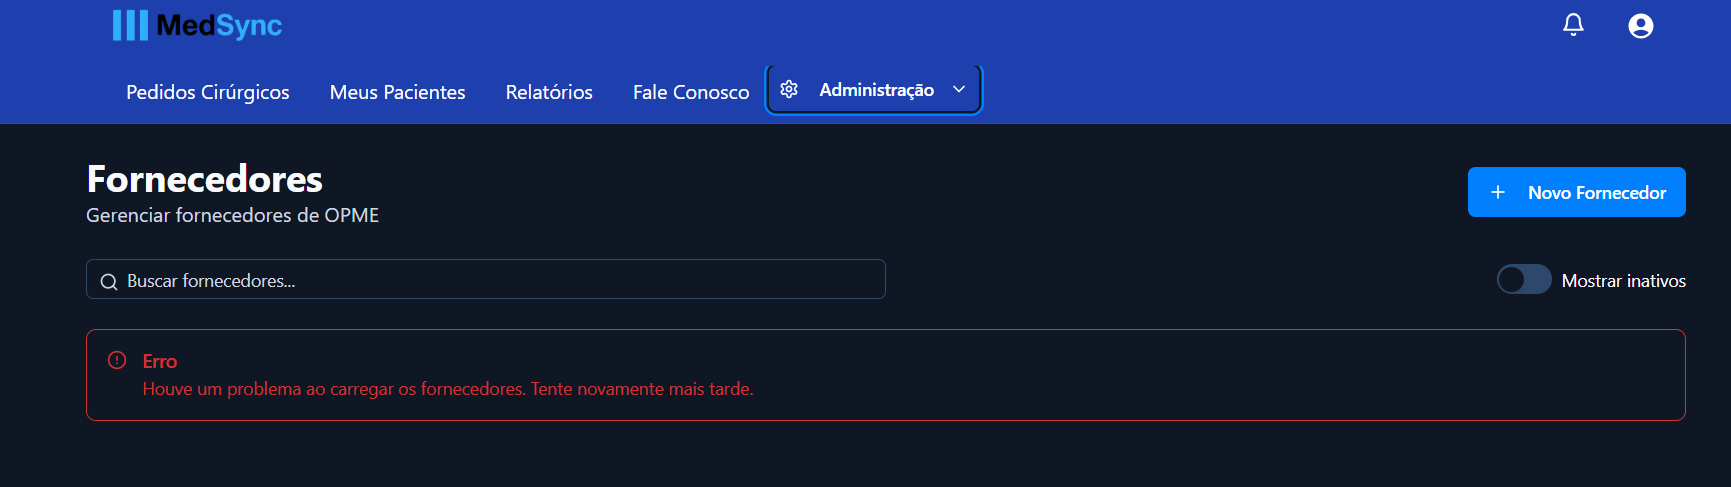 MedSync
Pedidos Cirúrgicos Meus Pacientes Relatórios Fale Conosco Administração
Fornecedores
Gerenciar fornecedores de OPME
+ Novo Fornecedor
Buscar fornecedores...
Mostrar inativos
Erro
Houve um problema ao carregar os fornecedores. Tente novamente mais tarde.